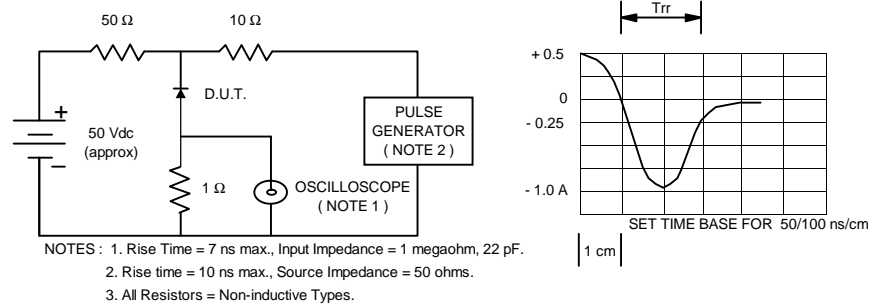 Trr
50 Ω
10 Ω
+ 0.5
D.U.T.
0
- 0.25
+
50 Vdc
(approx)
PULSE
GENERATOR
( NOTE 2 )
1 Ω
OSCILLOSCOPE
( NOTE 1 )
- 1.0 A
SET TIME BASE FOR 50/100 ns/cm
1 cm
NOTES : 1. Rise Time = 7 ns max., Input Impedance = 1 megaohm, 22 pF.
2. Rise time = 10 ns max., Source Impedance = 50 ohms.
3. All Resistors = Non-inductive Types.